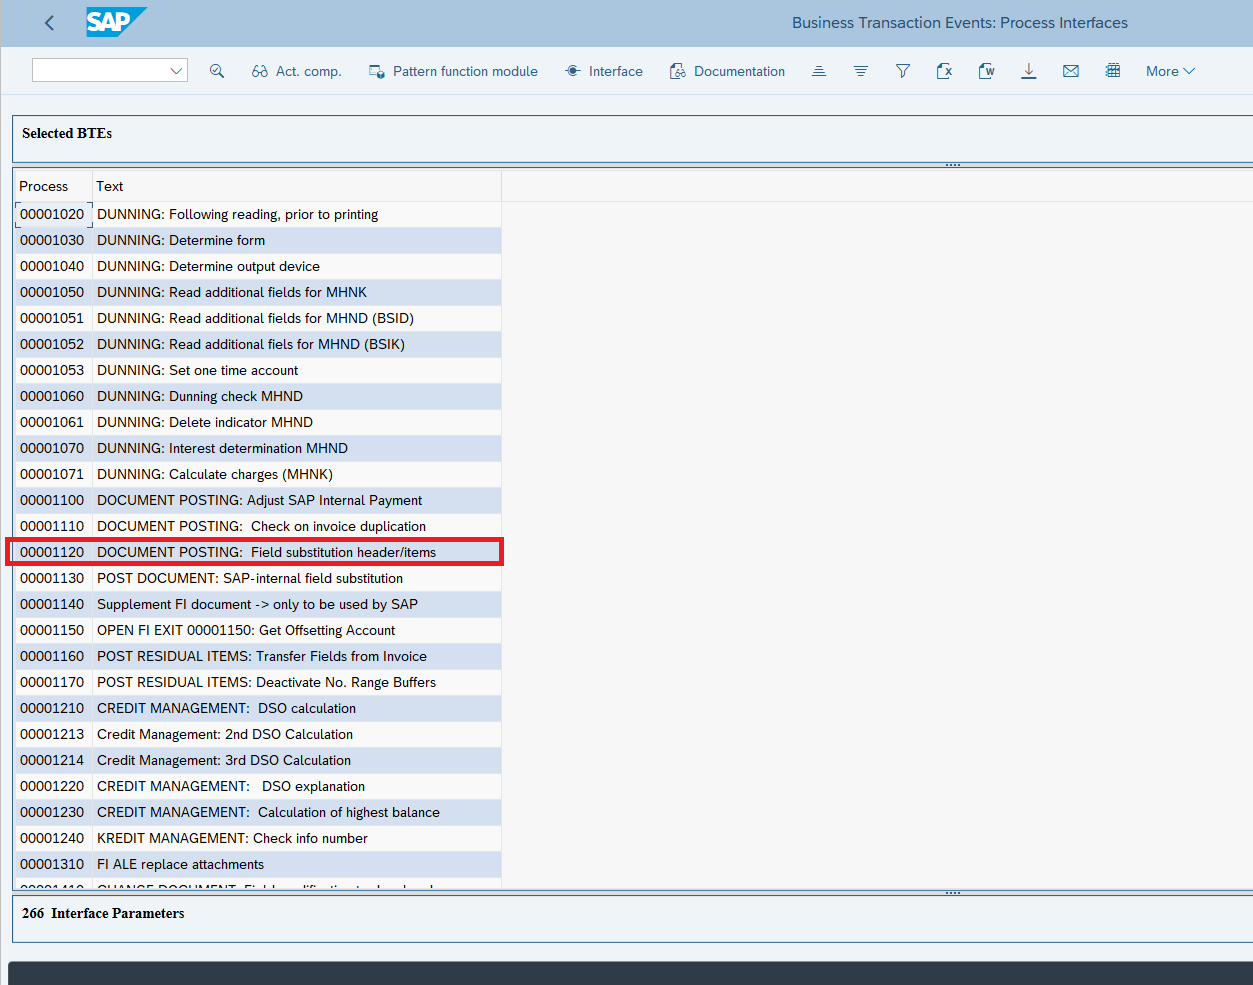 SAP
Business Transaction Events: Process Interfaces
Act. comp. Pattern function module Interface Documentation More
Selected BTEs
Process Text
00001020 DUNNING: Following reading, prior to printing
00001030 DUNNING: Determine form
00001040 DUNNING: Determine output device
00001050 DUNNING: Read additional fields for MHNK
00001051 DUNNING: Read additional fields for MHND (BSID)
00001052 DUNNING: Read additional fiels for MHND (BSIK)
00001053 DUNNING: Set one time account
00001060 DUNNING: Dunning check MHND
00001061 DUNNING: Delete indicator MHND
00001070 DUNNING: Interest determination MHND
00001071 DUNNING: Calculate charges (MHNK)
00001100 DOCUMENT POSTING: Adjust SAP Internal Payment
00001110 DOCUMENT POSTING: Check on invoice duplication
00001120 DOCUMENT POSTING: Field substitution header/items
00001130 POST DOCUMENT: SAP-internal field substitution
00001140 Supplement FI document -> only to be used by SAP
00001150 OPEN FI EXIT 00001150: Get Offsetting Account
00001160 POST RESIDUAL ITEMS: Transfer Fields from Invoice
00001170 POST RESIDUAL ITEMS: Deactivate No. Range Buffers
00001210 CREDIT MANAGEMENT: DSO calculation
00001213 Credit Management: 2nd DSO Calculation
00001214 Credit Management: 3rd DSO Calculation
00001220 CREDIT MANAGEMENT: DSO explanation
00001230 CREDIT MANAGEMENT: Calculation of highest balance
00001240 KREDIT MANAGEMENT: Check info number
00001310 FI ALE replace attachments
266 Interface Parameters